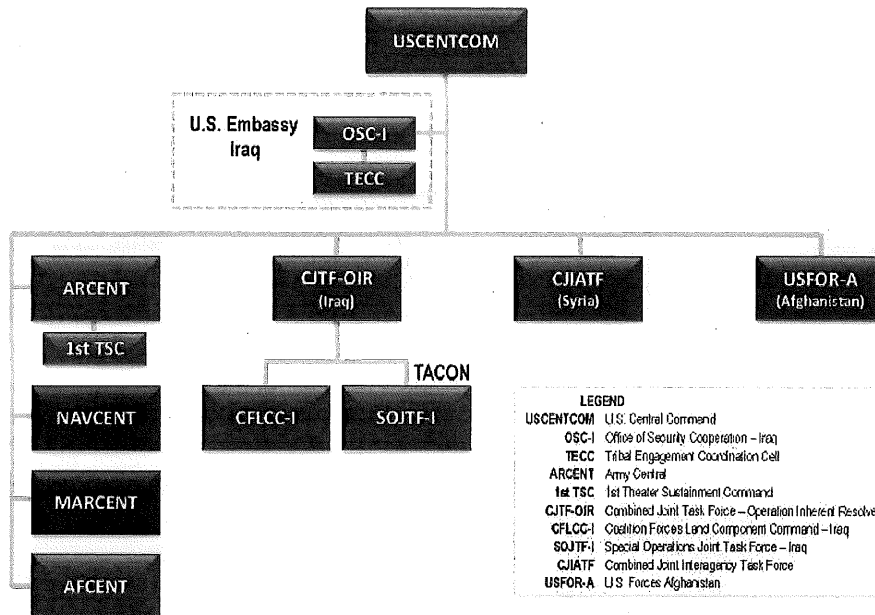 USCENTCOM
U.S. Embassy
Iraq
OSC-I
TECC
ARCENT
1st TSC
NAVCENT
MARCENT
AFCENT
CJTF-OIR
(Iraq)
TACON
CFLCC-I
SOJTF-I
CJIATF
(Syria)
USFOR-A
(Afghanistan)
LEGEND
USCENTCOM U.S. Central Command
OSC-I Office of Security Cooperation – Iraq
TECC Tribal Engagement Coordination Cell
ARCENT Army Central
1st TSC 1st Theater Sustainment Command
CJTF-OIR Combined Joint Task Force – Operation Inherent Resolve
CFLCC-I Coalition Forces Land Component Command – Iraq
SOJTF-I Special Operations Joint Task Force – Iraq
CJIATF Combined Joint Interagency Task Force
USFOR-A U.S. Forces Afghanistan